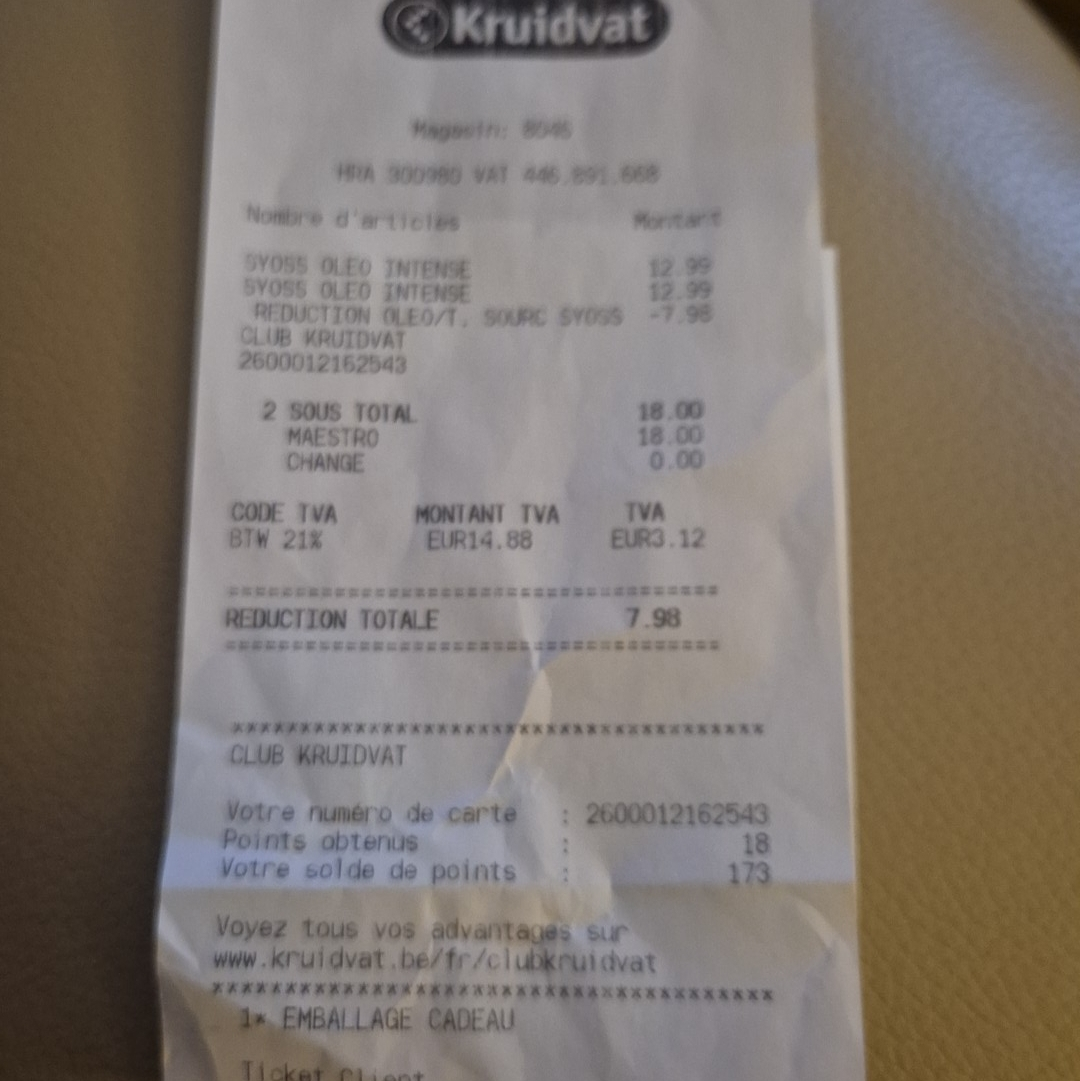 Kruidvat
Magasin: 8045
HRA 300980 VAT 446.891.668
Nombre d'articles Montant
SYOSS OLEO INTENSE 12.99
SYOSS OLEO INTENSE 12.99
REDUCTION OLEO/T. SOURC SYOSS -7.98
CLUB KRUIDVAT
2600012162543
2 SOUS TOTAL 18.00
MAESTRO 18.00
CHANGE 0.00
CODE TVA MONTANT TVA TVA
BTW 21% EUR14.88 EUR3.12
====================================
REDUCTION TOTALE 7.98
====================================
****************************************
CLUB KRUIDVAT
Votre numéro de carte : 2600012162543
Points obtenus : 18
Votre solde de points : 173
Voyez tous vos advantages sur
www.kruidvat.be/fr/clubkruidvat
****************************************
1* EMBALLAGE CADEAU
Ticket Client